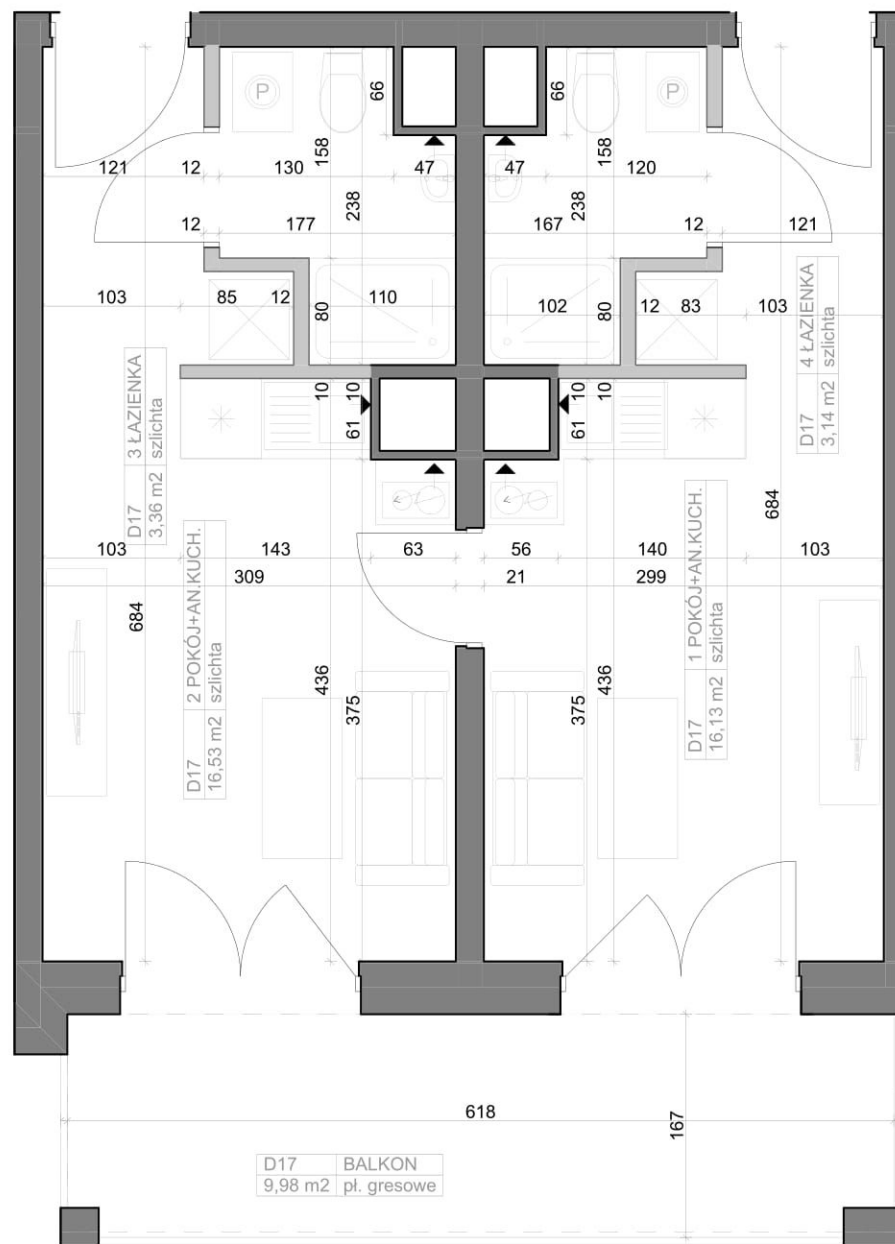 P
P
66
66
158
158
121
12
130
47
47
120
238
238
12
177
167
12
121
103
85
12
110
80
102
80
12
83
103
3 ŁAZIENKA
szlichta
D17
3,36 m2
4 ŁAZIENKA
szlichta
D17
3,14 m2
10
10
61
10
10
61
684
103
143
63
56
140
103
309
21
299
684
2 POKÓJ+AN.KUCH.
szlichta
D17
16,53 m2
1 POKÓJ+AN.KUCH.
szlichta
D17
16,13 m2
436
375
375
436
618
167
D17 BALKON
9,98 m2 pł. gresowe